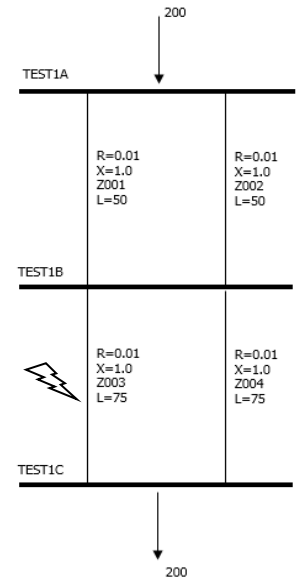 200
TEST1A
R=0.01
X=1.0
Z001
L=50
R=0.01
X=1.0
Z002
L=50
TEST1B
R=0.01
X=1.0
Z003
L=75
R=0.01
X=1.0
Z004
L=75
TEST1C
200